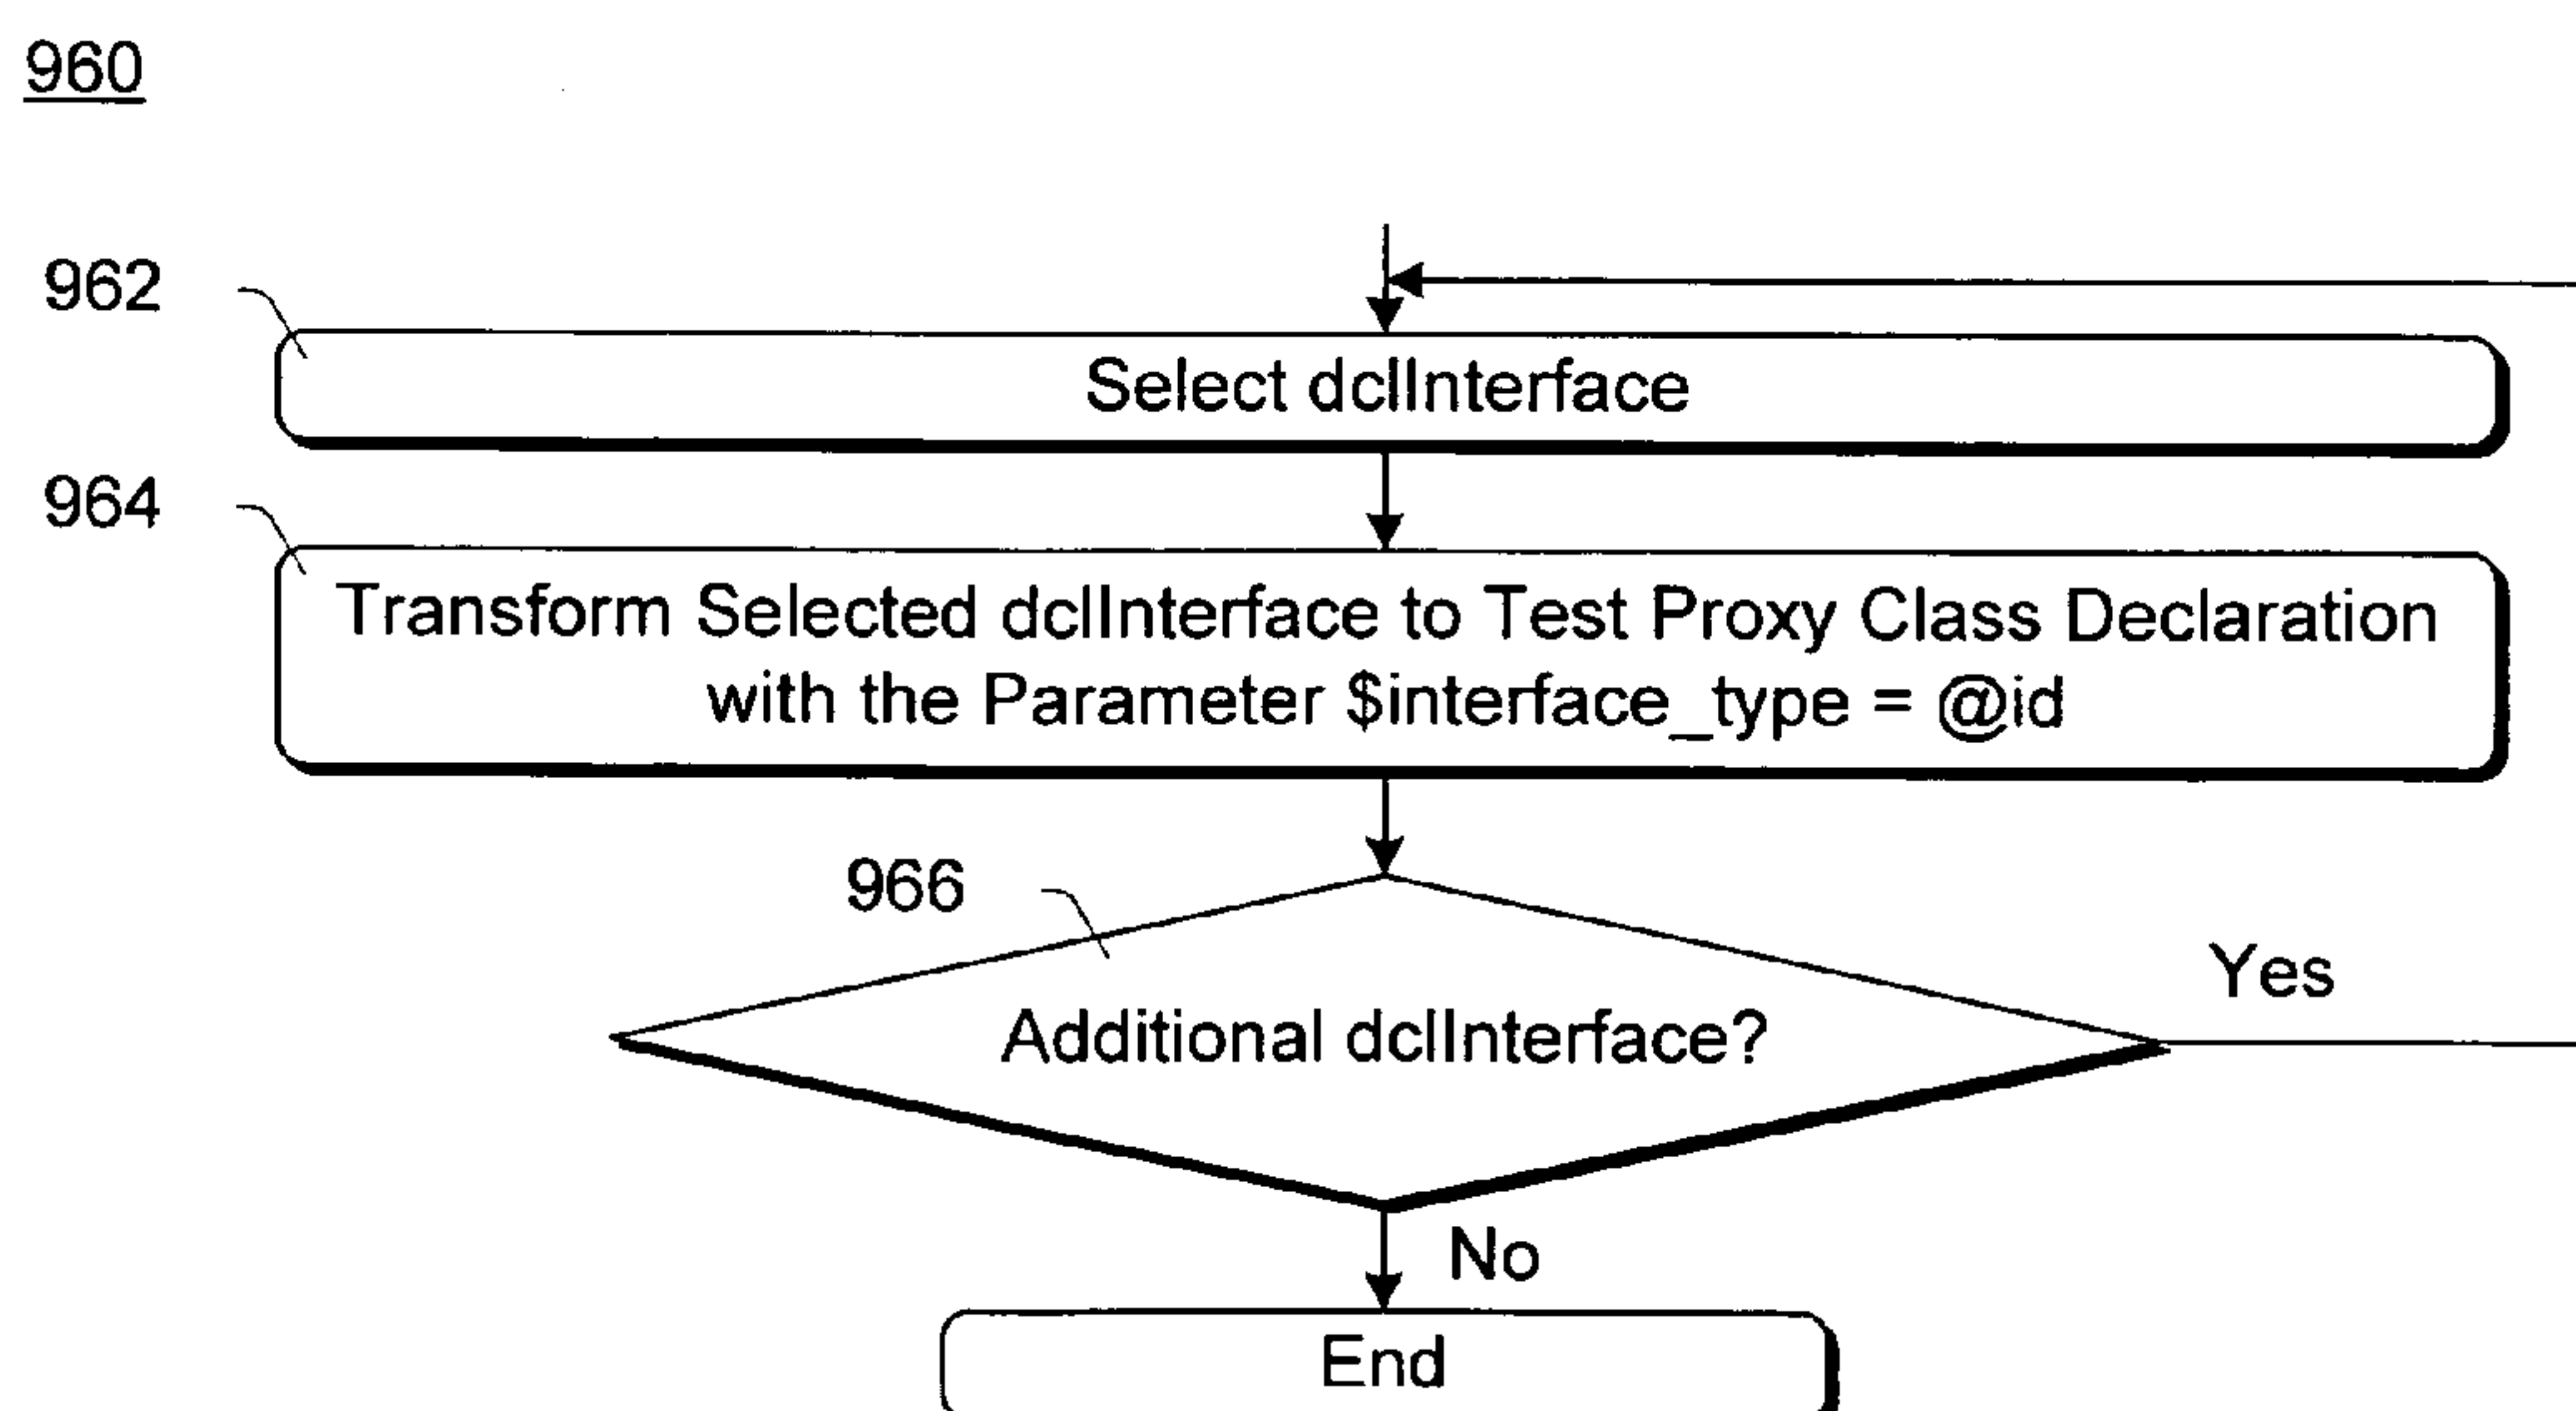 960
962
Select dclInterface
964
Transform Selected dclInterface to Test Proxy Class Declaration
with the Parameter $interface_type = @id
966
Yes
Additional dclInterface?
No
End